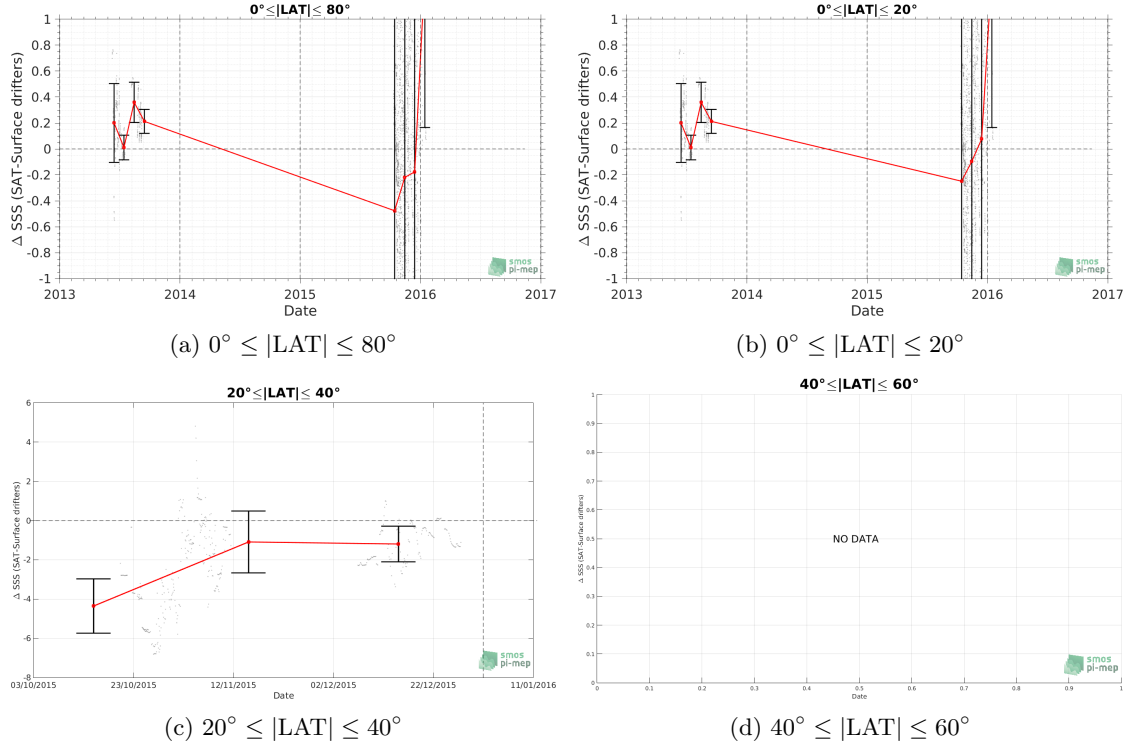 0°≤|LAT|≤ 80°
Δ SSS (SAT-Surface drifters)
1
0.8
0.6
0.4
0.2
0
-0.2
-0.4
-0.6
-0.8
-1
2013 2014 2015 2016 2017
Date
smos
pi-mep
(a) 0° ≤ |LAT| ≤ 80°
0°≤|LAT|≤ 20°
Δ SSS (SAT-Surface drifters)
1
0.8
0.6
0.4
0.2
0
-0.2
-0.4
-0.6
-0.8
-1
2013 2014 2015 2016 2017
Date
smos
pi-mep
(b) 0° ≤ |LAT| ≤ 20°
20°≤|LAT|≤ 40°
Δ SSS (SAT-Surface drifters)
6
4
2
0
-2
-4
-6
-8
03/10/2015 23/10/2015 12/11/2015 02/12/2015 22/12/2015 11/01/2016
Date
smos
pi-mep
(c) 20° ≤ |LAT| ≤ 40°
40°≤|LAT|≤ 60°
Δ SSS (SAT-Surface drifters)
1
0.9
0.8
0.7
0.6
0.5
0.4
0.3
0.2
0.1
0
NO DATA
0 0.1 0.2 0.3 0.4 0.5 0.6 0.7 0.8 0.9 1
Date
smos
pi-mep
(d) 40° ≤ |LAT| ≤ 60°